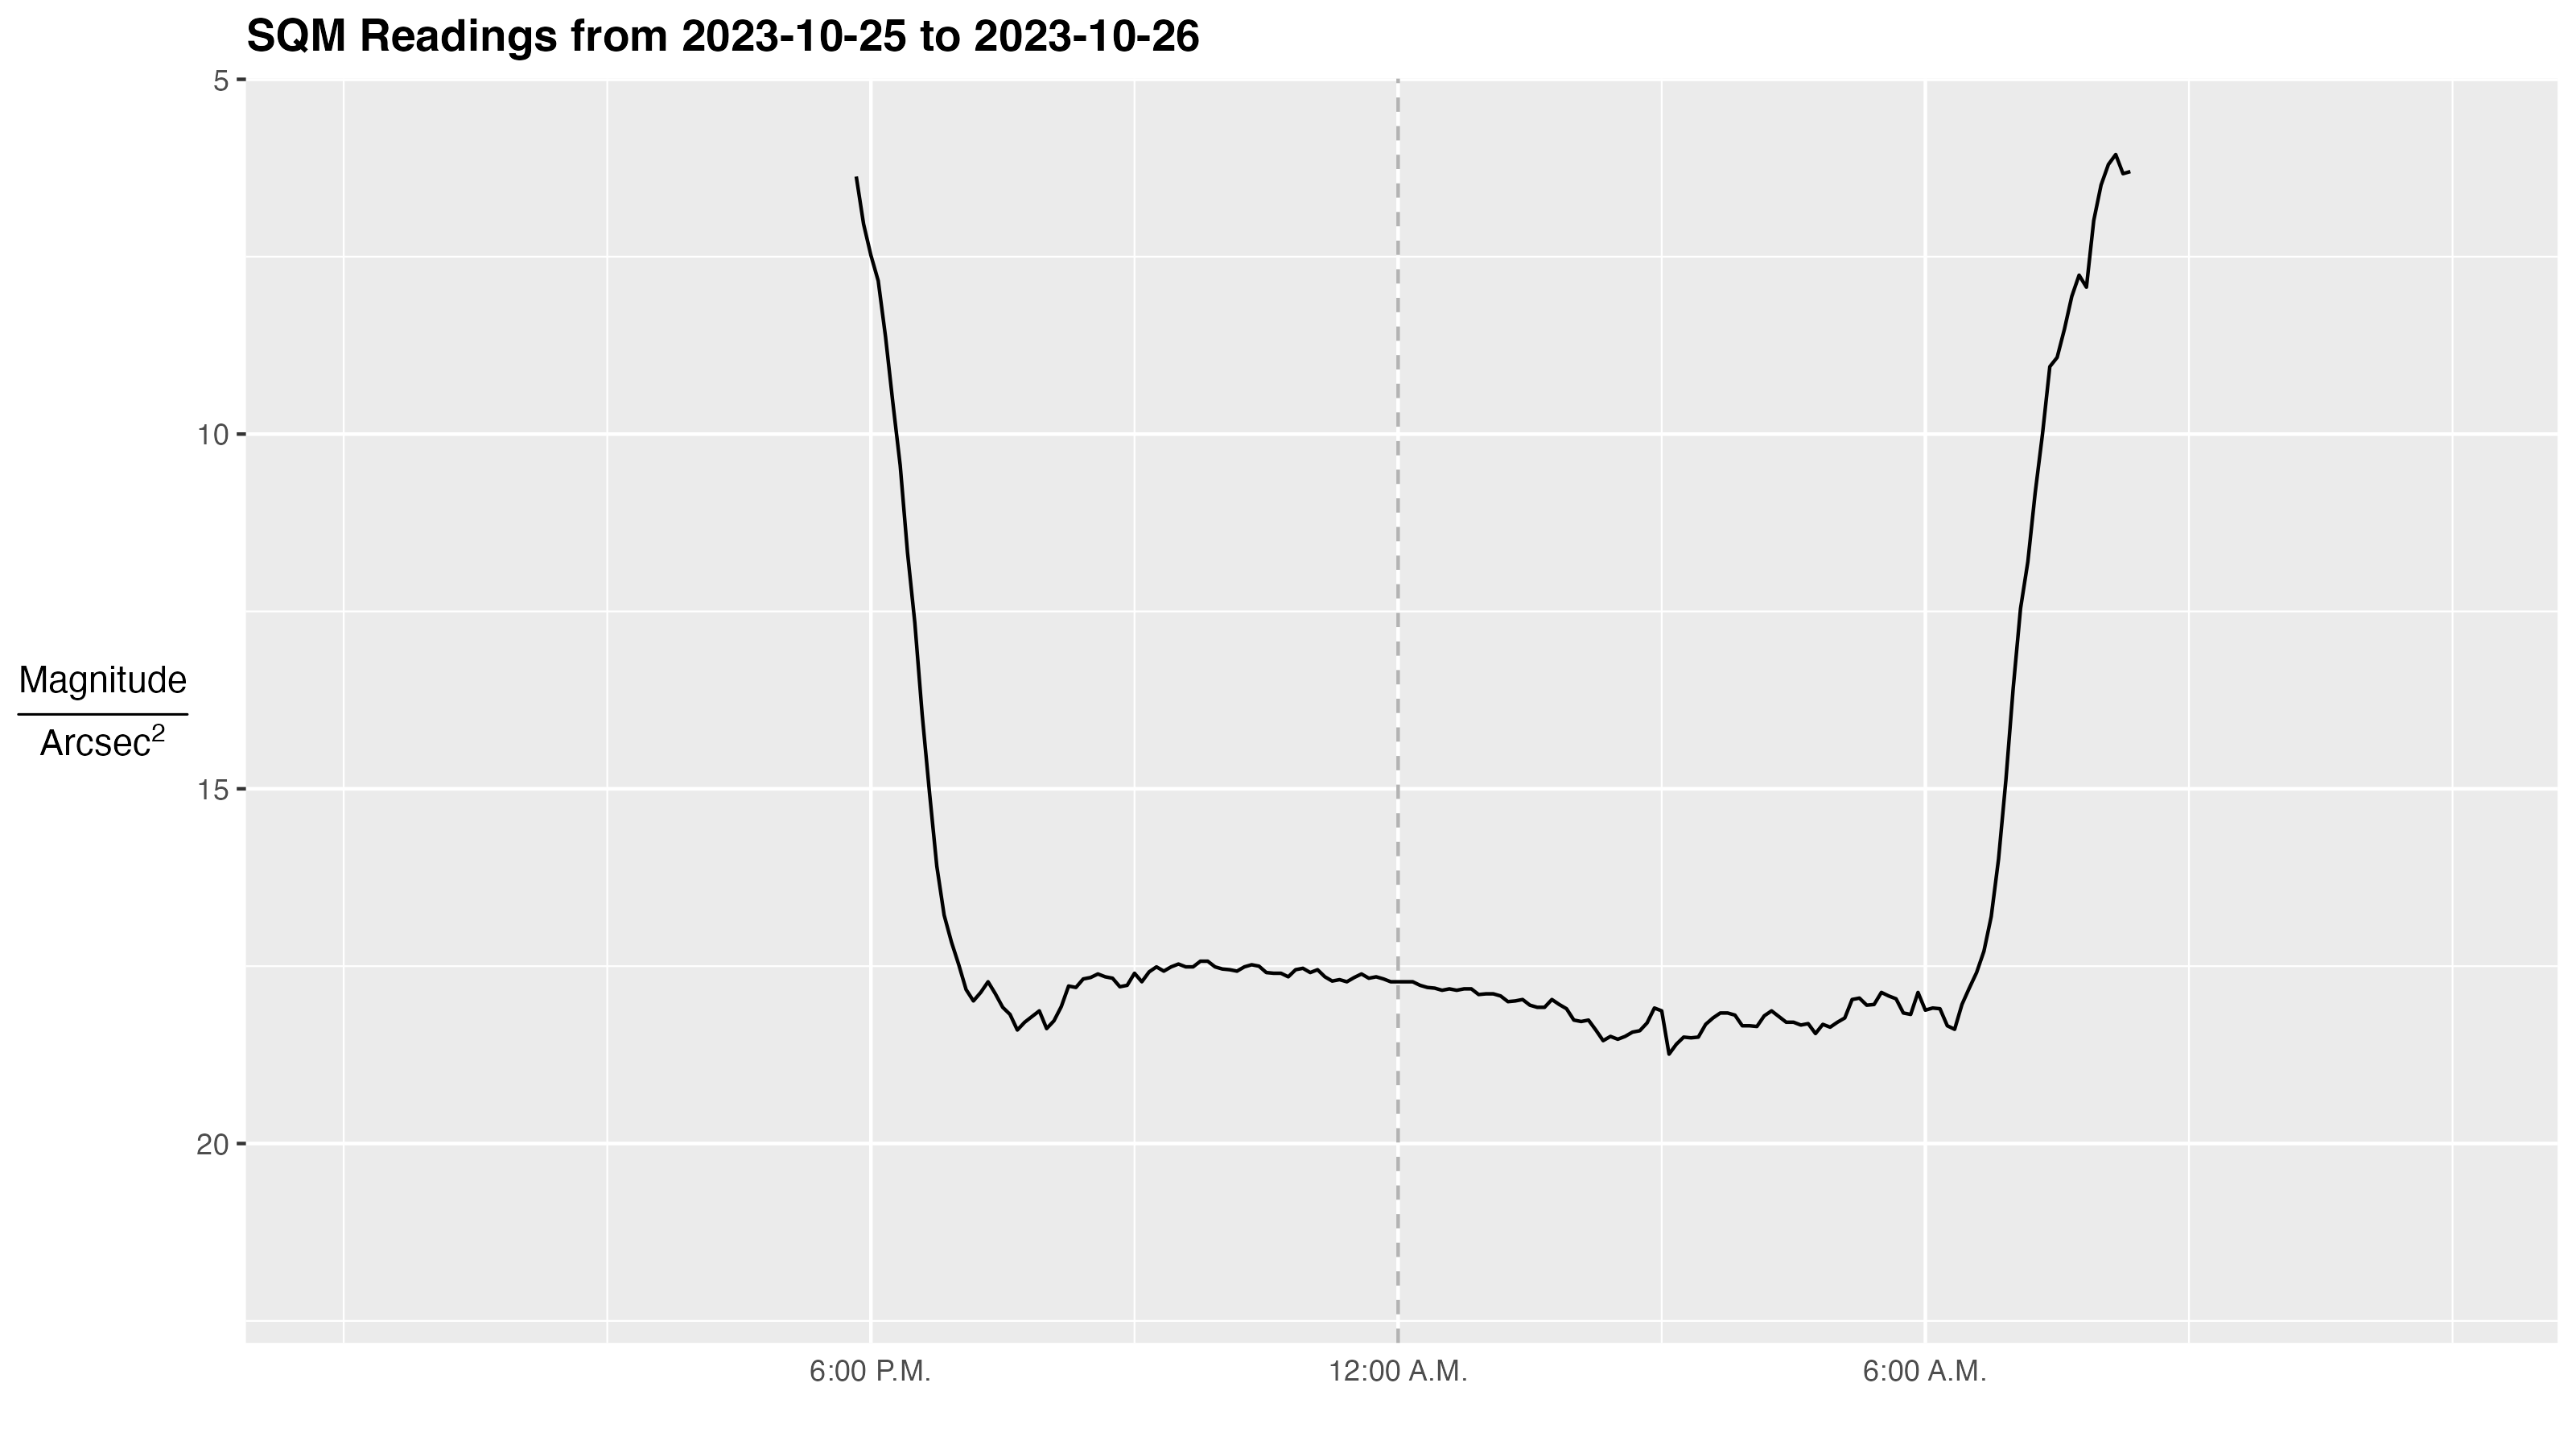 SQM Readings from 2023-10-25 to 2023-10-26
5
10
Magnitude
Arcsec²
15
20
6:00 P.M.
12:00 A.M.
6:00 A.M.